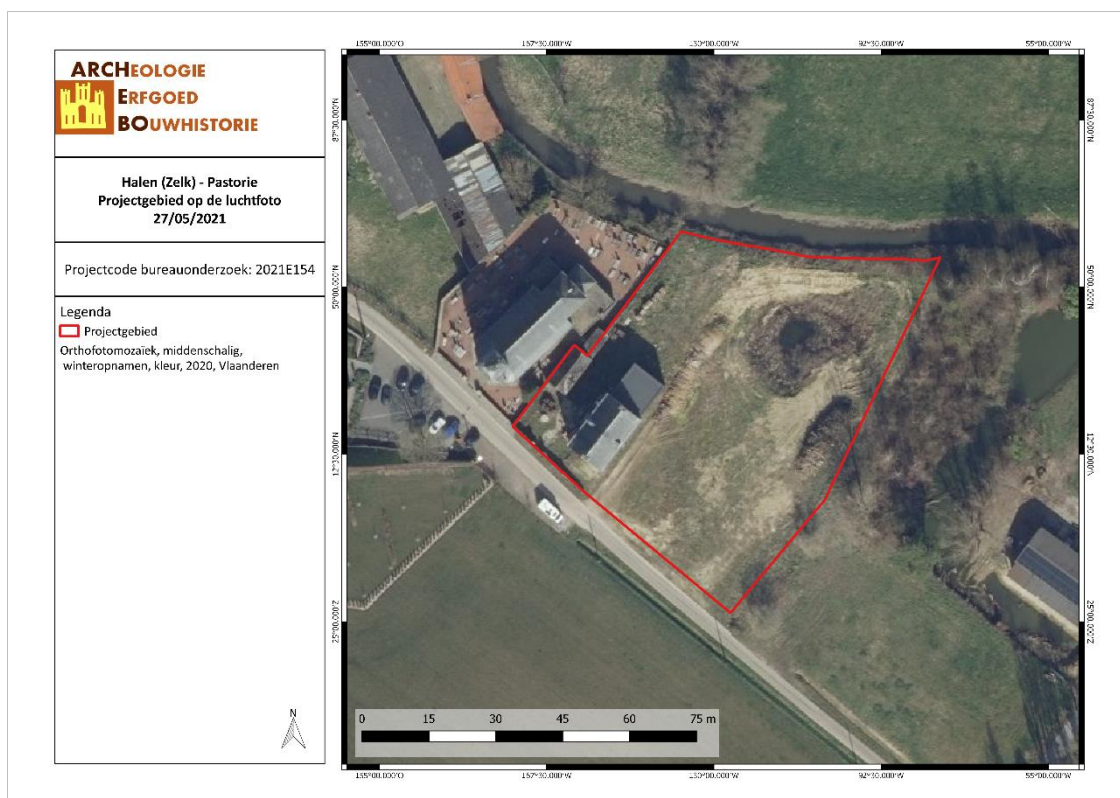 ARCHEOLOGIE
ERFGOED
BOUWHISTORIE
Halen (Zelk) - Pastorie
Projectgebied op de luchtfoto
27/05/2021
Projectcode bureauonderzoek: 2021E154
Legenda
Projectgebied
Orthofotomozaïek, middenschalig,
winteropnamen, kleur, 2020, Vlaanderen
N
0 15 30 45 60 75 m